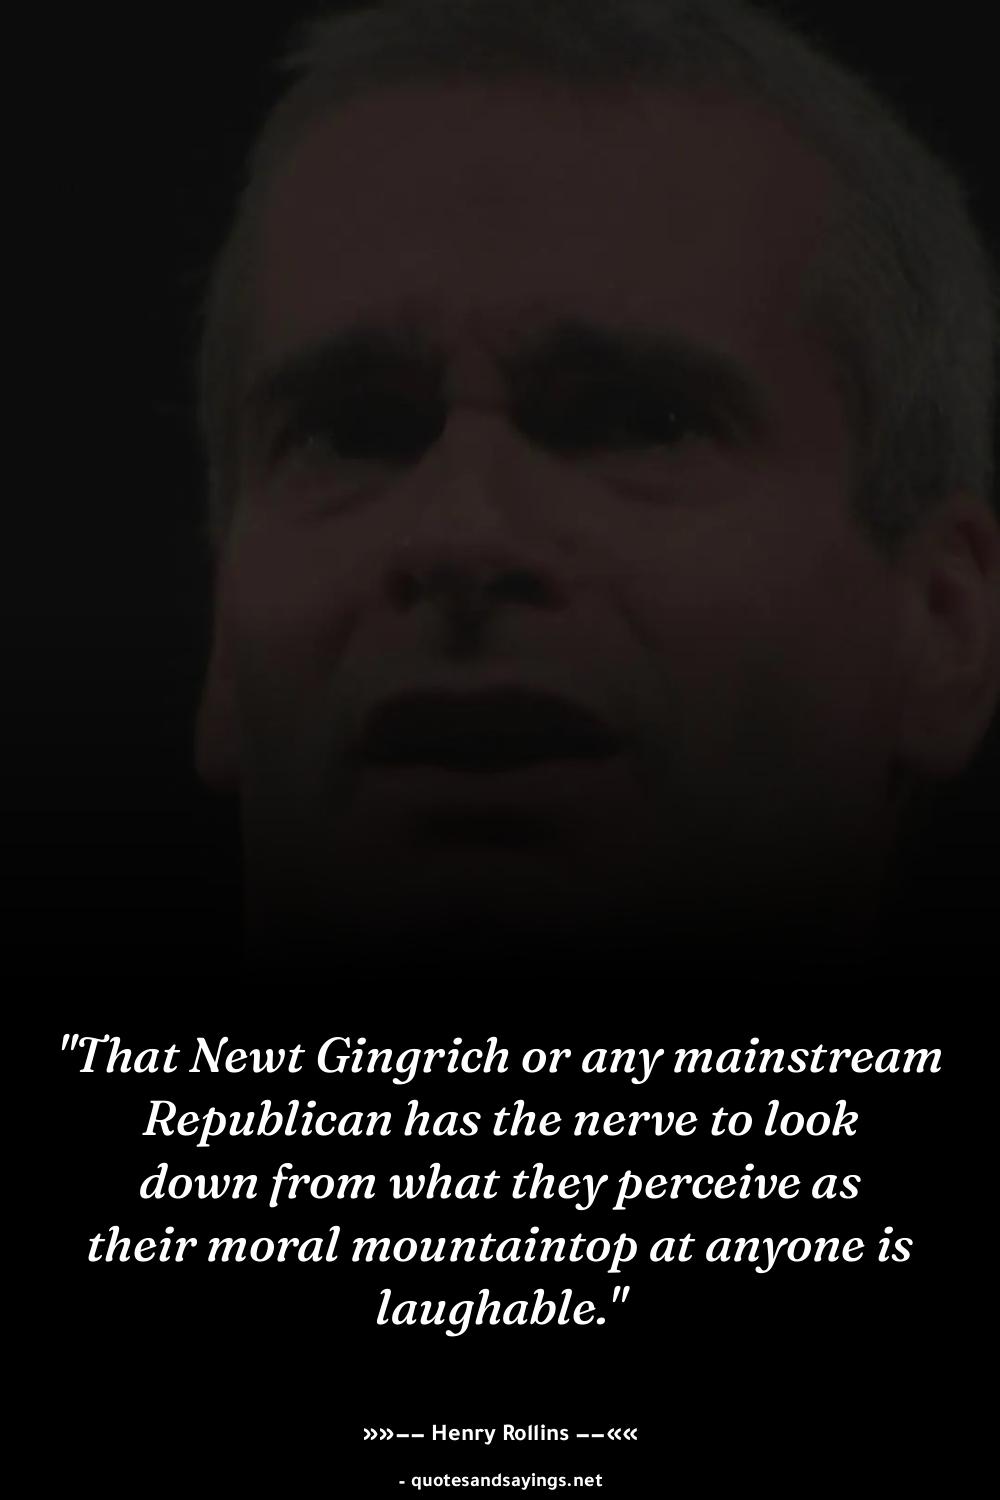 "That Newt Gingrich or any mainstream
Republican has the nerve to look
down from what they perceive as
their moral mountaintop at anyone is
laughable."
»»–– Henry Rollins ––««
- quotesandsayings.net